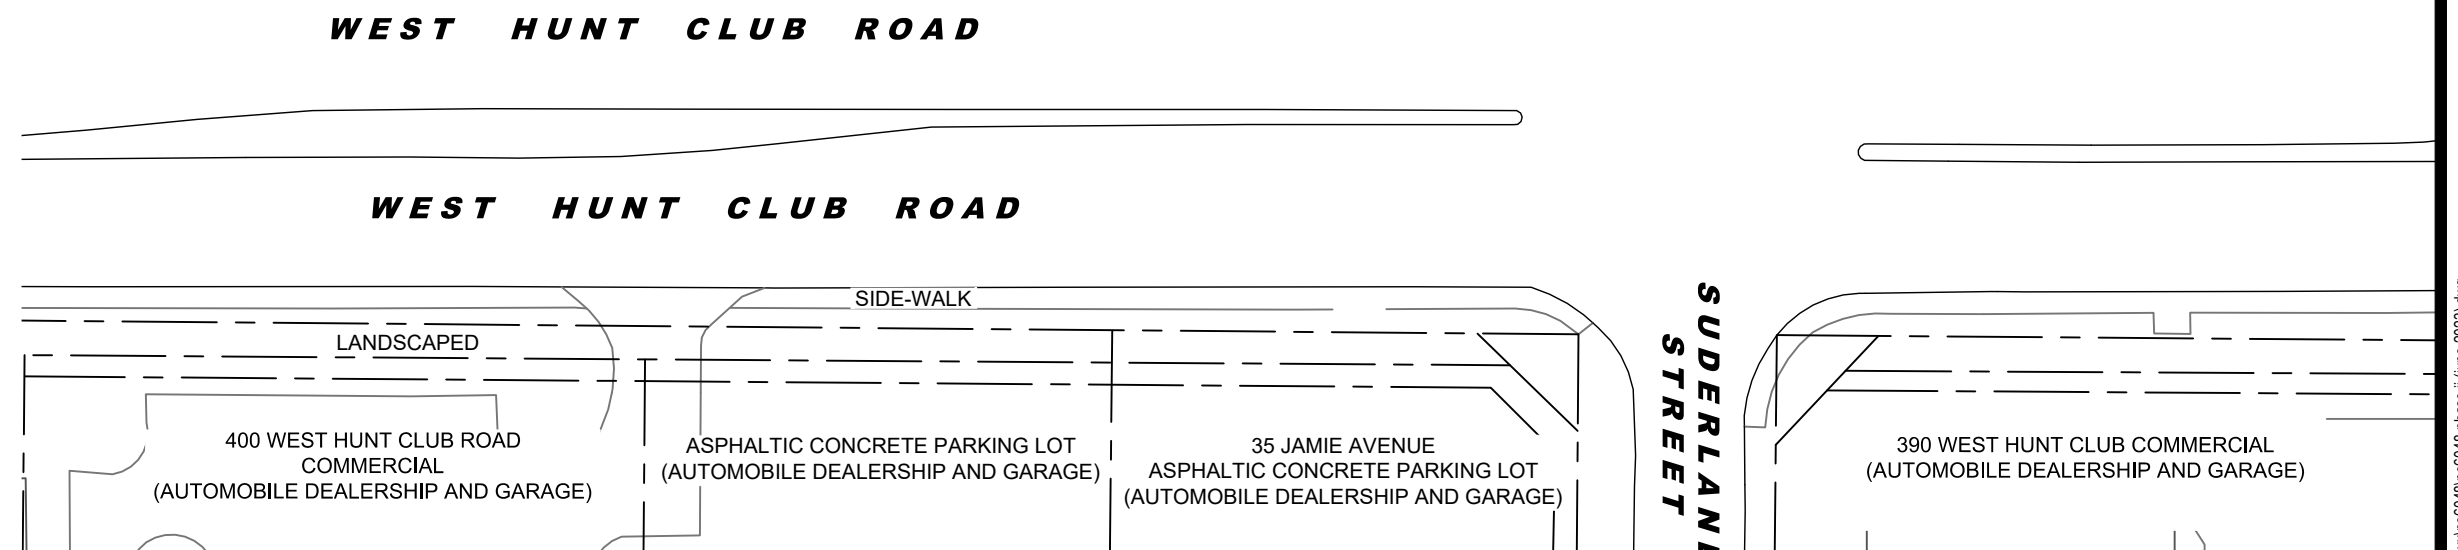 WEST HUNT CLUB ROAD
WEST HUNT CLUB ROAD
SIDE-WALK
LANDSCAPED
400 WEST HUNT CLUB ROAD
COMMERCIAL
(AUTOMOBILE DEALERSHIP AND GARAGE)
ASPHALTIC CONCRETE PARKING LOT
(AUTOMOBILE DEALERSHIP AND GARAGE)
35 JAMIE AVENUE
ASPHALTIC CONCRETE PARKING LOT
(AUTOMOBILE DEALERSHIP AND GARAGE)
SUDERLAN
STREET
390 WEST HUNT CLUB COMMERCIAL
(AUTOMOBILE DEALERSHIP AND GARAGE)